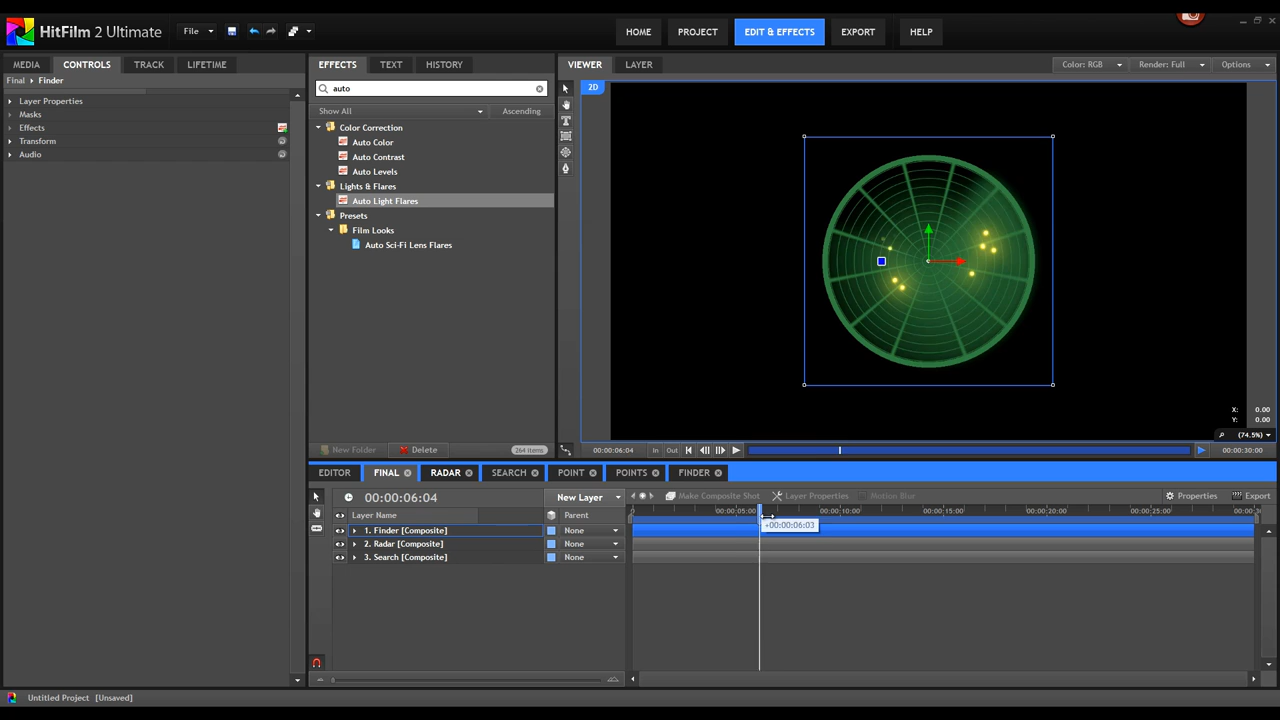 HitFilm 2 Ultimate
File
HOME
PROJECT
EDIT & EFFECTS
EXPORT
HELP
MEDIA
CONTROLS
TRACK
LIFETIME
EFFECTS
TEXT
HISTORY
VIEWER
LAYER
Color: RGB
Render: Full
Options
Final
Finder
Layer Properties
Masks
Effects
Transform
Audio
auto
Show All
Ascending
Color Correction
Auto Color
Auto Contrast
Auto Levels
Lights & Flares
Auto Light Flares
Presets
Film Looks
Auto Sci-Fi Lens Flares
New Folder
Delete
264 items
2D
X: 0.00
Y: 0.00
(74.5%)
00:00:06:04
In
Out
00:00:30:00
EDITOR
FINAL
RADAR
SEARCH
POINT
POINTS
FINDER
00:00:06:04
New Layer
Make Composite Shot
Layer Properties
Motion Blur
Properties
Export
Layer Name
Parent
00:00:05:00
00:00:10:00
00:00:15:00
00:00:20:00
00:00:25:00
+00:00:06:03
1. Finder [Composite]
None
2. Radar [Composite]
None
3. Search [Composite]
None
Untitled Project
[Unsaved]